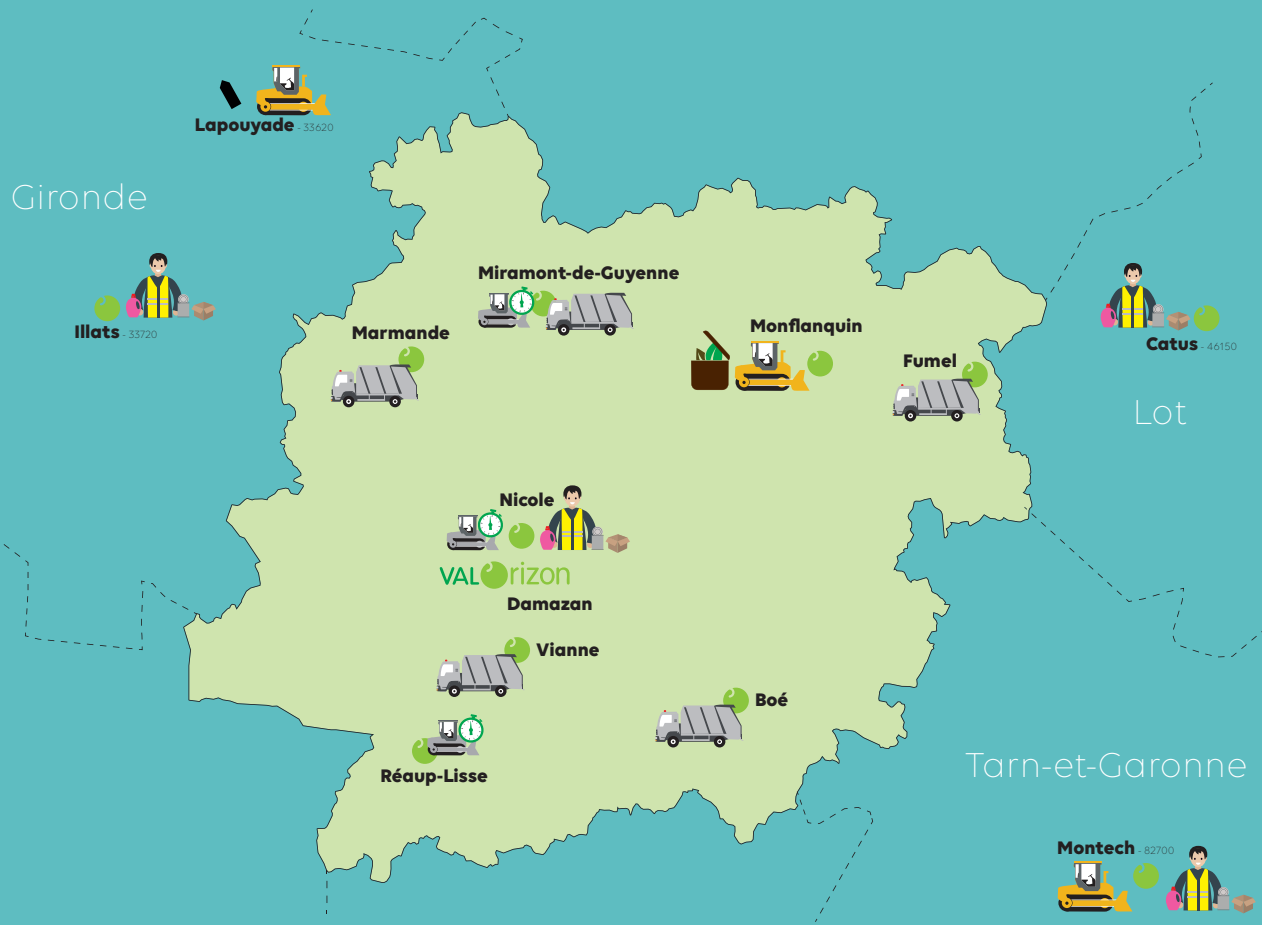 Lapouyade - 33620
Gironde
Miramont-de-Guyenne
Illats - 33720
Marmande
Monflanquin
Fumel
Catus - 46150
Lot
Nicole
VALOrizon
Damazan
Vianne
Boé
Réaup-Lisse
Tarn-et-Garonne
Montech - 82700